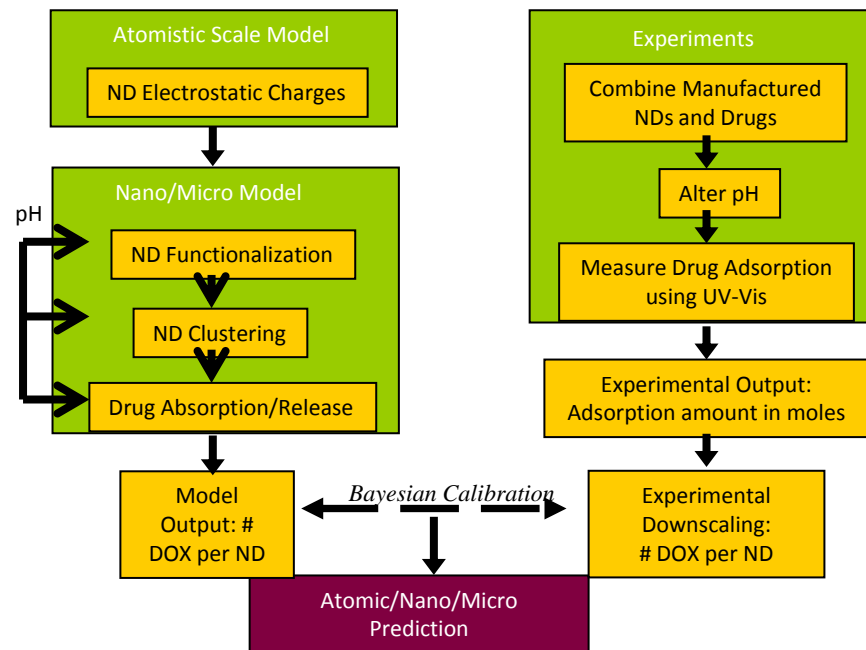 Atomistic Scale Model
ND Electrostatic Charges
Nano/Micro Model
pH
ND Functionalization
ND Clustering
Drug Absorption/Release
Model
Output: #
DOX per ND
Experiments
Combine Manufactured
NDs and Drugs
Alter pH
Measure Drug Adsorption
using UV-Vis
Experimental Output:
Adsorption amount in moles
Experimental
Downscaling:
# DOX per ND
Bayesian Calibration
Atomic/Nano/Micro
Prediction